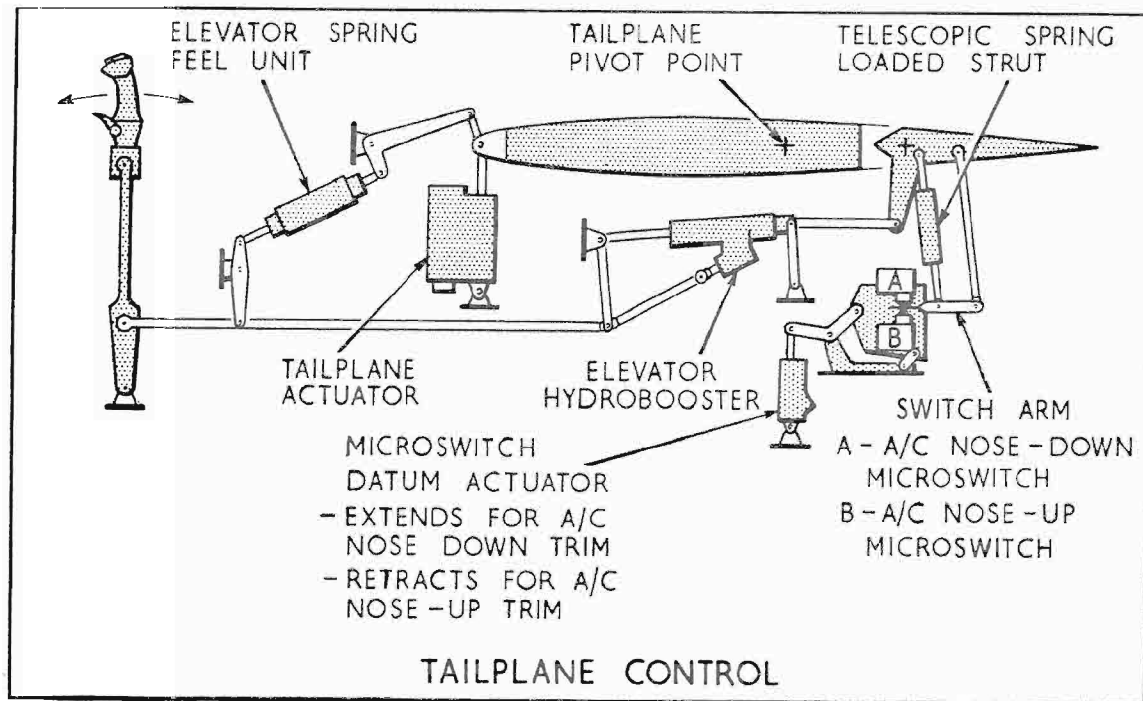 ELEVATOR SPRING
FEEL UNIT
TAILPLANE
PIVOT POINT
TELESCOPIC SPRING
LOADED STRUT
A
B
TAILPLANE
ACTUATOR
ELEVATOR
HYDROBOOSTER
SWITCH ARM
A-A/C NOSE-DOWN
MICROSWITCH
B-A/C NOSE-UP
MICROSWITCH
MICROSWITCH
DATUM ACTUATOR
- EXTENDS FOR A/C
NOSE DOWN TRIM
- RETRACTS FOR A/C
NOSE-UP TRIM
TAILPLANE CONTROL